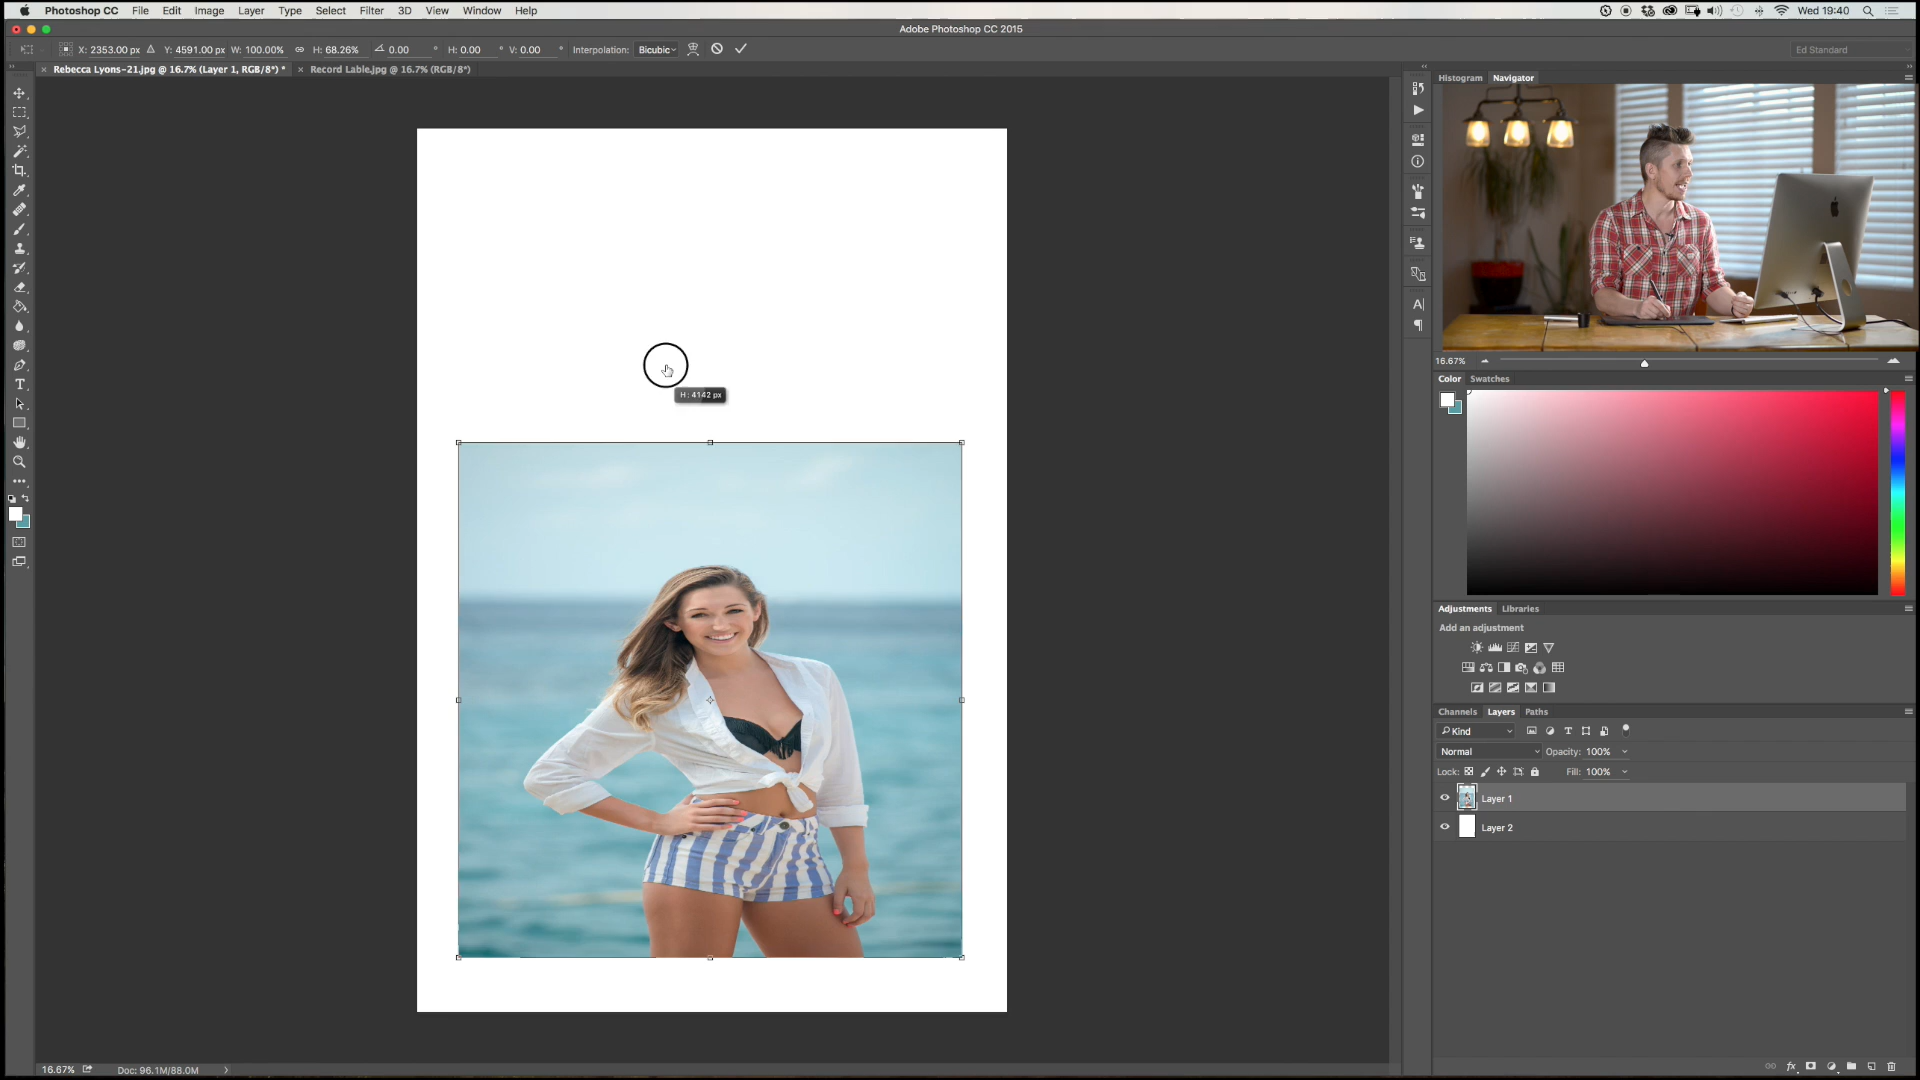 Photoshop CC File Edit Image Layer Type Select Filter 3D View Window Help Wed 19:40
Adobe Photoshop CC 2015
X: 2353.00 px Y: 4591.00 px W: 100.00% H: 68.26% 0.00 ° H: 0.00 ° V: 0.00 ° Interpolation: Bicubic Ed Standard
× Rebecca Lyons-21.jpg @ 16.7% (Layer 1, RGB/8*) * × Record Lable.jpg @ 16.7% (RGB/8*)
Histogram Navigator
16.67%
Color Swatches
H: 4142 px
Adjustments Libraries
Add an adjustment
Channels Layers Paths
Kind
Normal Opacity: 100%
Lock: Fill: 100%
Layer 1
Layer 2
16.67% Doc: 96.1M/88.0M
fx